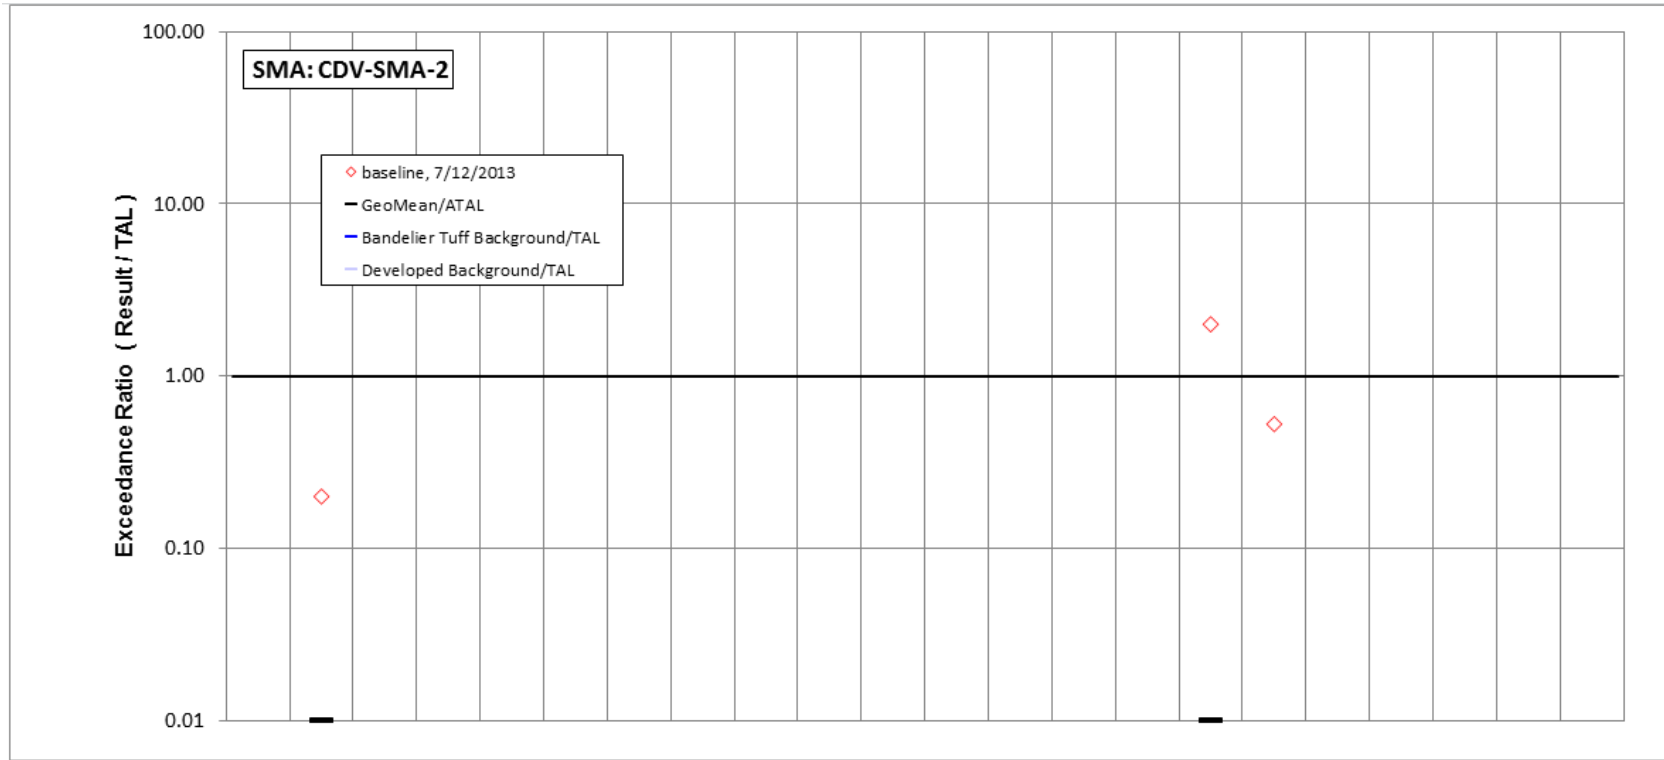 100.00
SMA: CDV-SMA-2
baseline, 7/12/2013
GeoMean/ATAL
Bandelier Tuff Background/TAL
Developed Background/TAL
10.00
1.00
0.10
0.01
Exceedance Ratio ( Result / TAL )